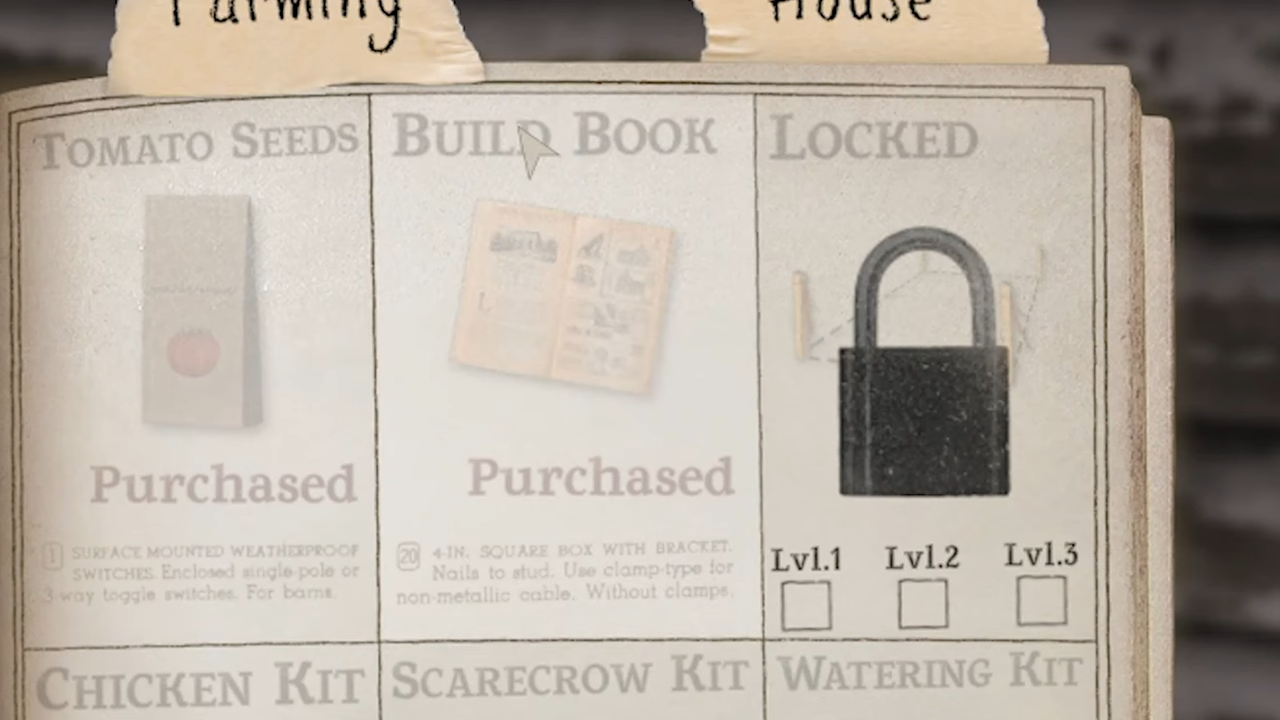 Farming
House
TOMATO SEEDS
BUILD BOOK
LOCKED
Purchased
Purchased
1 SURFACE MOUNTED WEATHERPROOF
SWITCHES. Enclosed single-pole or
3 way toggle switches. For barns.
20 4-IN. SQUARE BOX WITH BRACKET.
Nails to stud. Use clamp-type for
non-metallic cable. Without clamps.
Lvl.1 Lvl.2 Lvl.3
CHICKEN KIT
SCARECROW KIT
WATERING KIT